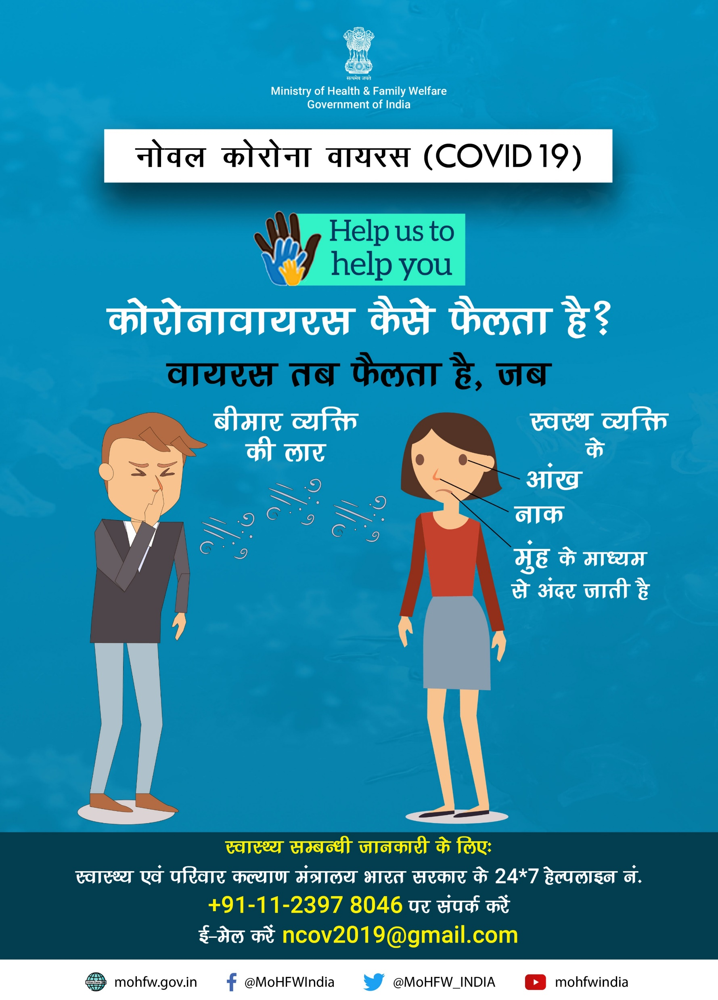 सत्यमेव जयते
Ministry of Health & Family Welfare
Government of India
नोवल कोरोना वायरस (COVID 19)
Help us to
help you
कोरोनावायरस कैसे फैलता है?
वायरस तब फैलता है, जब
बीमार व्यक्ति
की लार
स्वस्थ व्यक्ति
के
आंख
नाक
मुंह के माध्यम
से अंदर जाती है
स्वास्थ्य सम्बन्धी जानकारी के लिएः
स्वास्थ्य एवं परिवार कल्याण मंत्रालय भारत सरकार के 24*7 हेल्पलाइन नं.
+91-11-2397 8046 पर संपर्क करें
ई-मेल करें ncov2019@gmail.com
https://www
mohfw.gov.in
@MoHFWIndia
@MoHFW_INDIA
mohfwindia